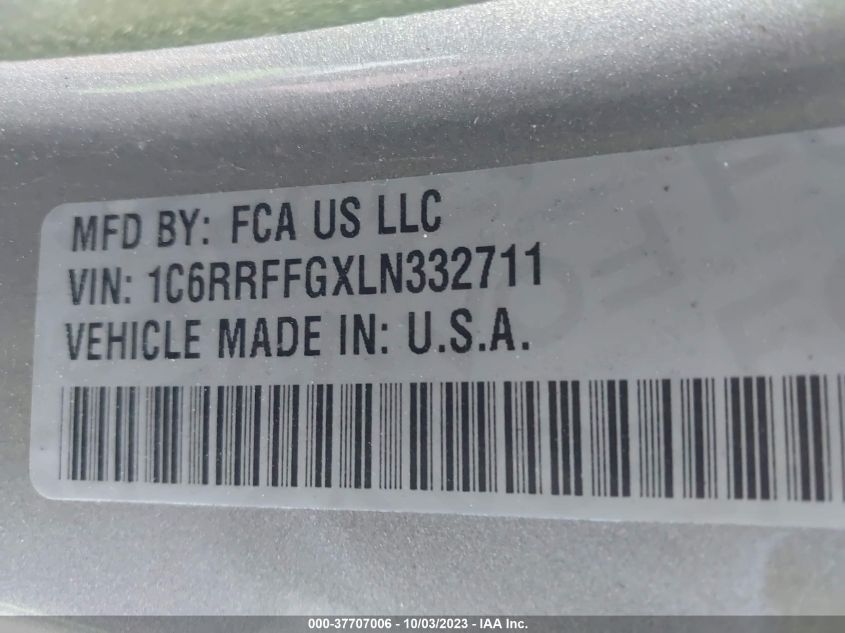 MFD BY: FCA US LLC
VIN: 1C6RRFFGXLN332711
VEHICLE MADE IN: U.S.A.
000-37707006 - 10/03/2023 - IAA Inc.